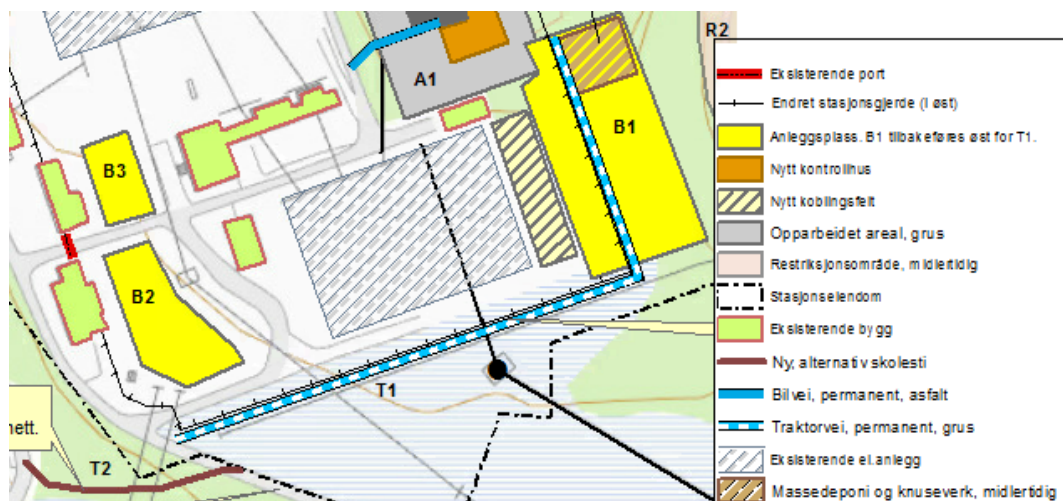 A1
B1
R2
B3
B2
T1
nett.
T2
Eksisterende port
Endret stasjonsgjerde (I øst)
Anleggsplass. B1 tilbakeføres øst for T1.
Nytt kontrollhus
Nytt koblingsfelt
Opparbeidet areal, grus
Restriksjonsområde, midlertidig
Stasjonseiendom
Eksisterende bygg
Ny, alternativ skolesti
Bilvei, permanent, asfalt
Traktorvei, permanent, grus
Eksisterende el.anlegg
Massedeponi og knuseverk, midlertidig